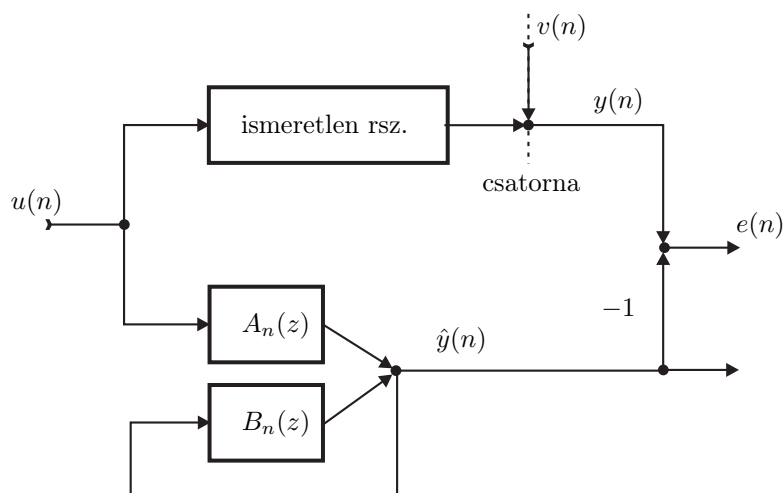 v(n)
ismeretlen rsz.
y(n)
csatorna
u(n)
e(n)
A_n(z)
−1
ŷ(n)
B_n(z)